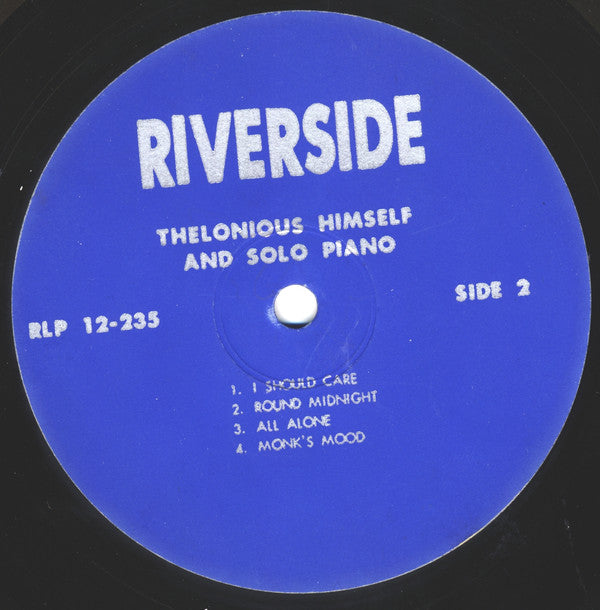 RIVERSIDE
THELONIOUS HIMSELF
AND SOLO PIANO
RLP 12-235
SIDE 2
1. I SHOULD CARE
2. ROUND MIDNIGHT
3. ALL ALONE
4. MONK'S MOOD